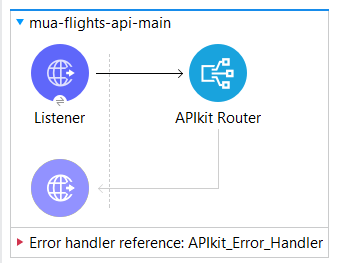 mua-flights-api-main
Listener
APIkit Router
Error handler reference: APIkit_Error_Handler